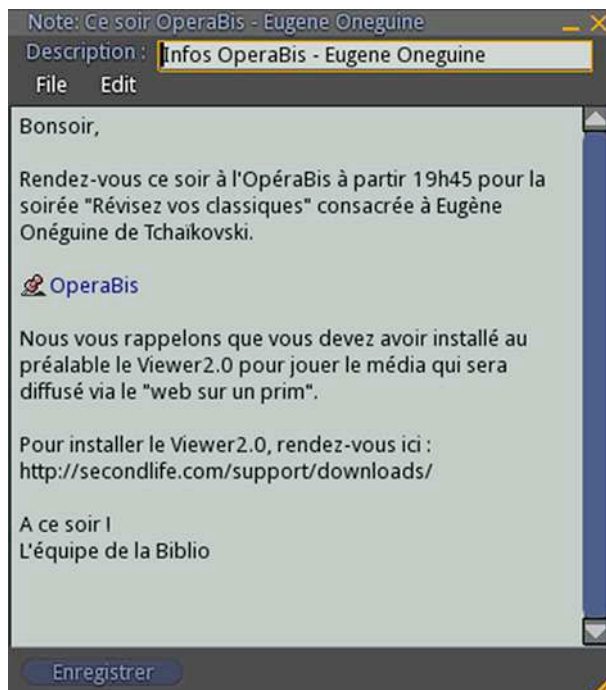 Note: Ce soir OperaBis - Eugene Oneguine
Description : Infos OperaBis - Eugene Oneguine
File Edit
Bonsoir,
Rendez-vous ce soir à l'OpéraBis à partir 19h45 pour la
soirée "Révisez vos classiques" consacrée à Eugène
Onéguine de Tchaïkovski.
OperaBis
Nous vous rappelons que vous devez avoir installé au
préalable le Viewer2.0 pour jouer le média qui sera
diffusé via le "web sur un prim".
Pour installer le Viewer2.0, rendez-vous ici :
http://secondlife.com/support/downloads/
A ce soir !
L'équipe de la Biblio
Enregistrer